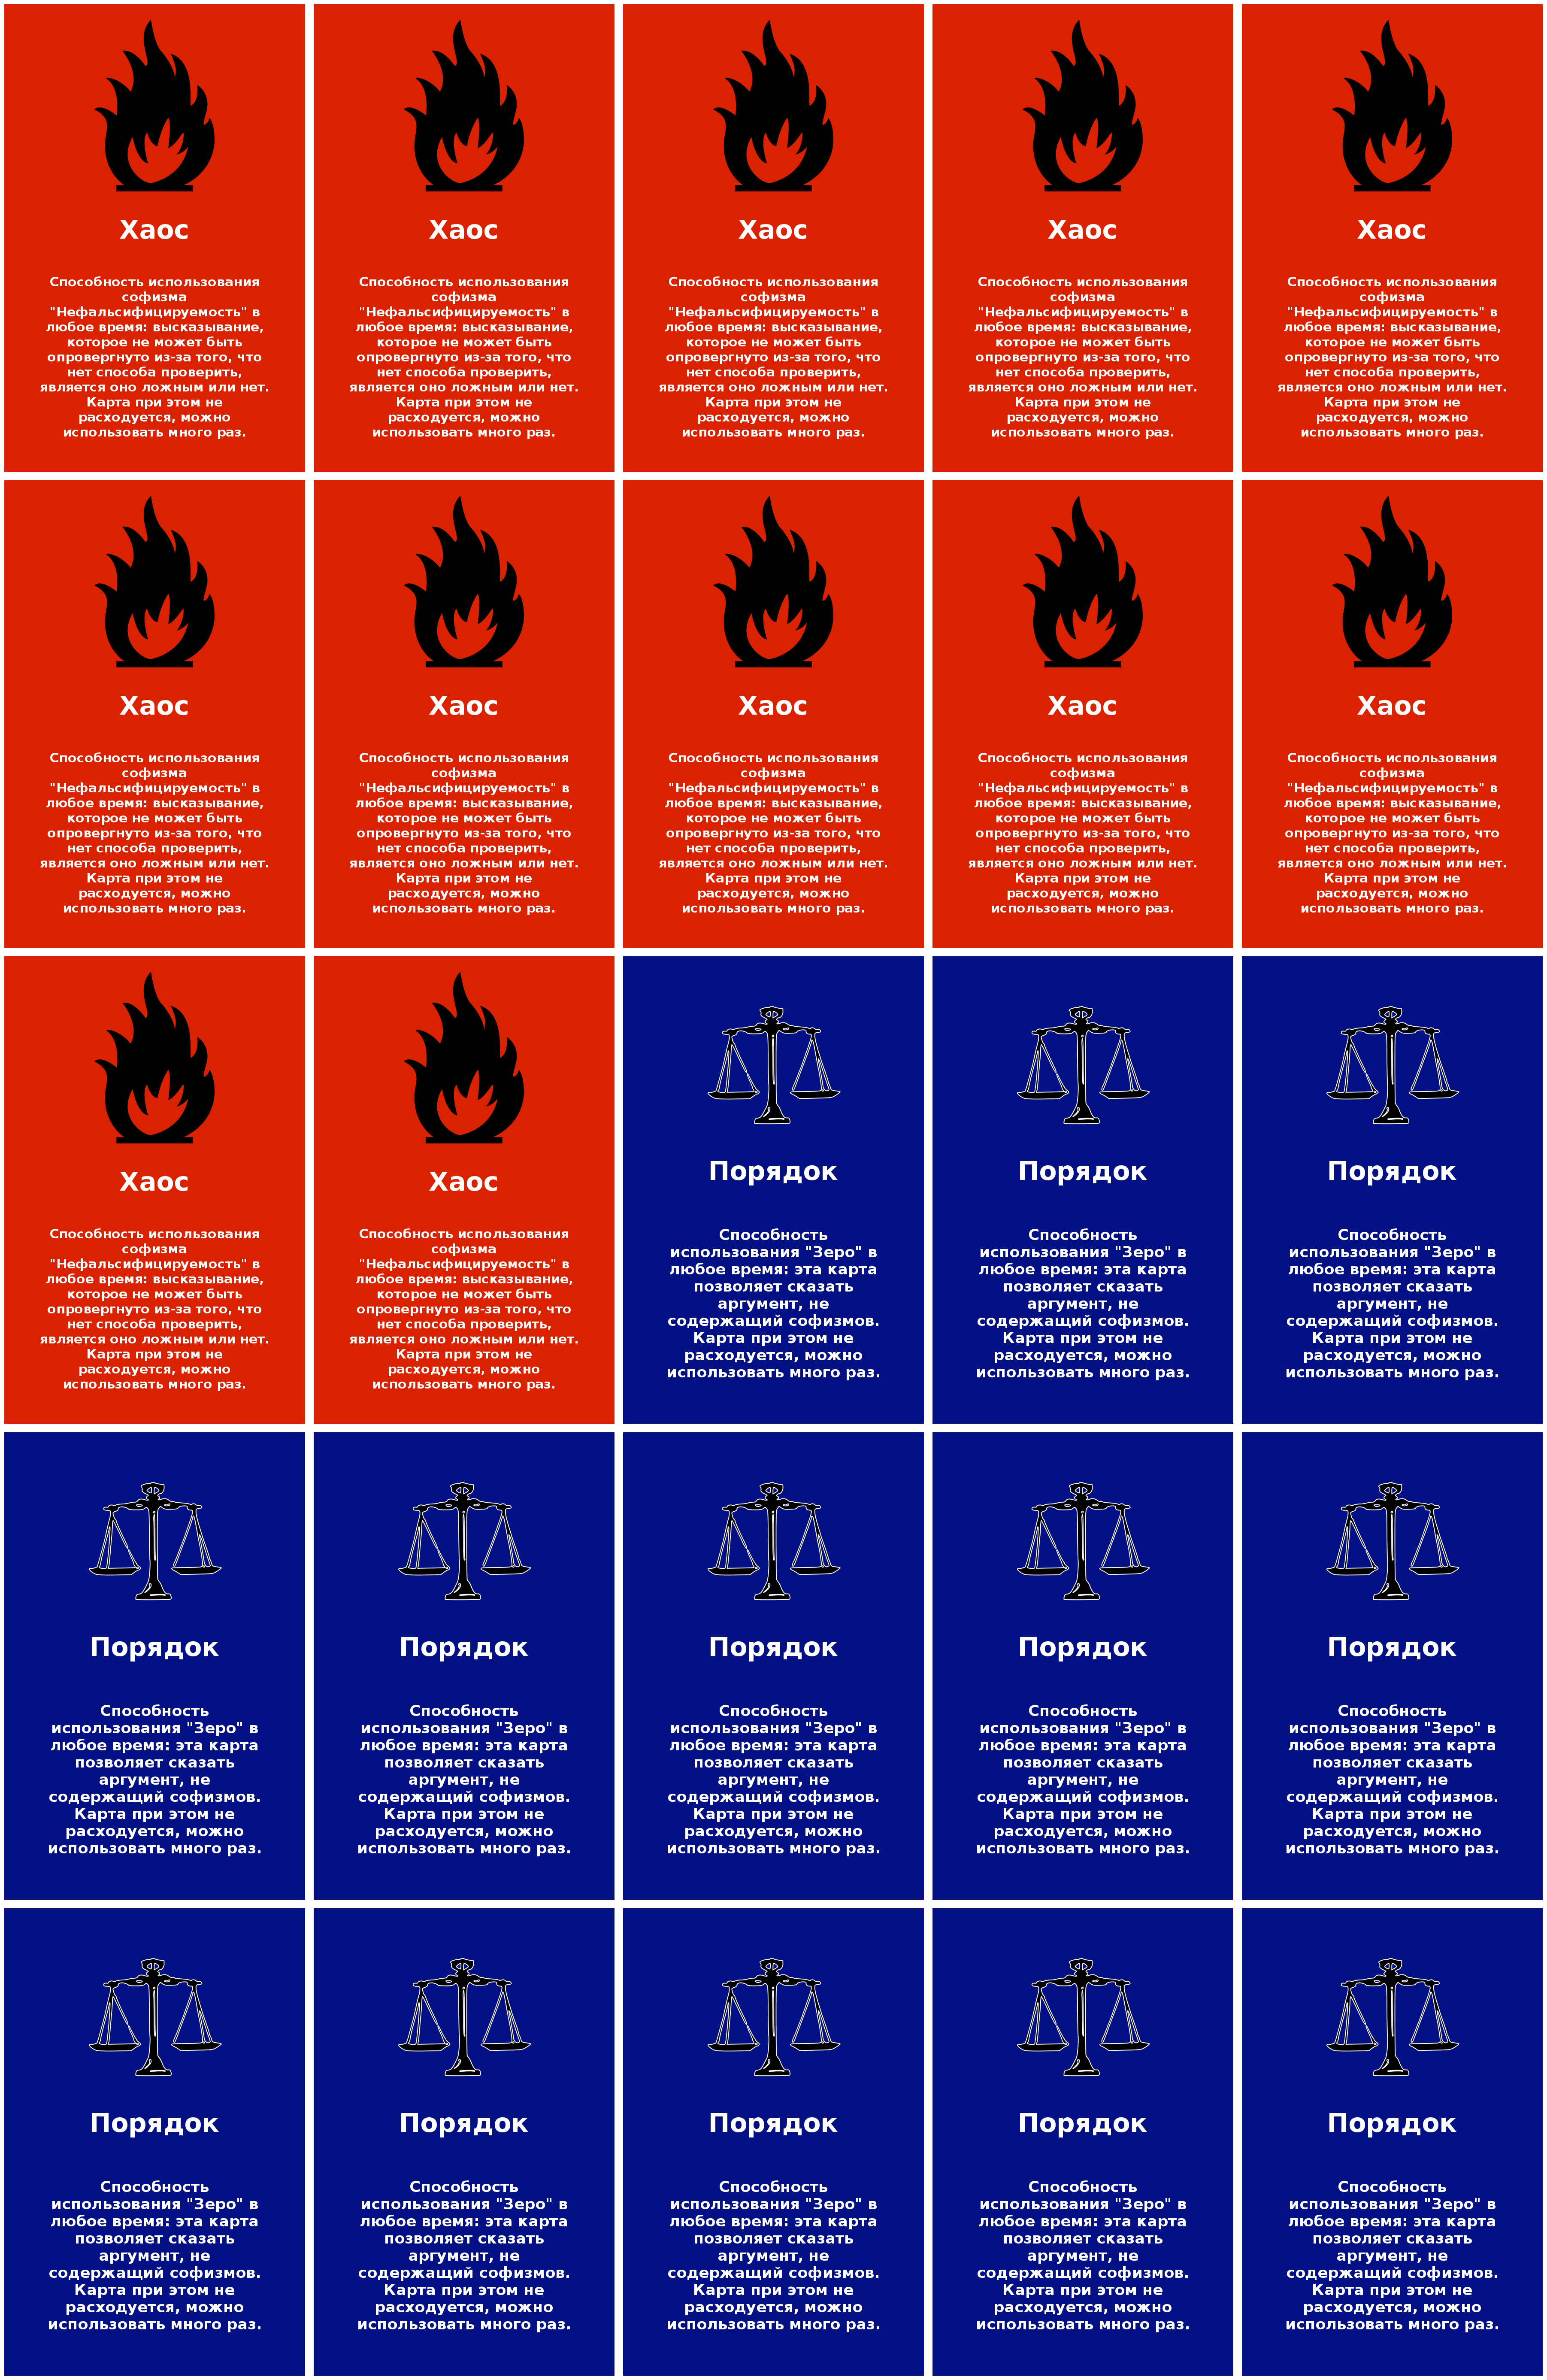 Хаос
Способность использования
софизма
"Нефальсифицируемость" в
любое время: высказывание,
которое не может быть
опровергнуто из-за того, что
нет способа проверить,
является оно ложным или нет.
Карта при этом не
расходуется, можно
использовать много раз.
Хаос
Способность использования
софизма
"Нефальсифицируемость" в
любое время: высказывание,
которое не может быть
опровергнуто из-за того, что
нет способа проверить,
является оно ложным или нет.
Карта при этом не
расходуется, можно
использовать много раз.
Хаос
Способность использования
софизма
"Нефальсифицируемость" в
любое время: высказывание,
которое не может быть
опровергнуто из-за того, что
нет способа проверить,
является оно ложным или нет.
Карта при этом не
расходуется, можно
использовать много раз.
Хаос
Способность использования
софизма
"Нефальсифицируемость" в
любое время: высказывание,
которое не может быть
опровергнуто из-за того, что
нет способа проверить,
является оно ложным или нет.
Карта при этом не
расходуется, можно
использовать много раз.
Хаос
Способность использования
софизма
"Нефальсифицируемость" в
любое время: высказывание,
которое не может быть
опровергнуто из-за того, что
нет способа проверить,
является оно ложным или нет.
Карта при этом не
расходуется, можно
использовать много раз.
Хаос
Способность использования
софизма
"Нефальсифицируемость" в
любое время: высказывание,
которое не может быть
опровергнуто из-за того, что
нет способа проверить,
является оно ложным или нет.
Карта при этом не
расходуется, можно
использовать много раз.
Хаос
Способность использования
софизма
"Нефальсифицируемость" в
любое время: высказывание,
которое не может быть
опровергнуто из-за того, что
нет способа проверить,
является оно ложным или нет.
Карта при этом не
расходуется, можно
использовать много раз.
Хаос
Способность использования
софизма
"Нефальсифицируемость" в
любое время: высказывание,
которое не может быть
опровергнуто из-за того, что
нет способа проверить,
является оно ложным или нет.
Карта при этом не
расходуется, можно
использовать много раз.
Хаос
Способность использования
софизма
"Нефальсифицируемость" в
любое время: высказывание,
которое не может быть
опровергнуто из-за того, что
нет способа проверить,
является оно ложным или нет.
Карта при этом не
расходуется, можно
использовать много раз.
Хаос
Способность использования
софизма
"Нефальсифицируемость" в
любое время: высказывание,
которое не может быть
опровергнуто из-за того, что
нет способа проверить,
является оно ложным или нет.
Карта при этом не
расходуется, можно
использовать много раз.
Хаос
Способность использования
софизма
"Нефальсифицируемость" в
любое время: высказывание,
которое не может быть
опровергнуто из-за того, что
нет способа проверить,
является оно ложным или нет.
Карта при этом не
расходуется, можно
использовать много раз.
Хаос
Способность использования
софизма
"Нефальсифицируемость" в
любое время: высказывание,
которое не может быть
опровергнуто из-за того, что
нет способа проверить,
является оно ложным или нет.
Карта при этом не
расходуется, можно
использовать много раз.
Порядок
Способность
использования "Зеро" в
любое время: эта карта
позволяет сказать
аргумент, не
содержащий софизмов.
Карта при этом не
расходуется, можно
использовать много раз.
Порядок
Способность
использования "Зеро" в
любое время: эта карта
позволяет сказать
аргумент, не
содержащий софизмов.
Карта при этом не
расходуется, можно
использовать много раз.
Порядок
Способность
использования "Зеро" в
любое время: эта карта
позволяет сказать
аргумент, не
содержащий софизмов.
Карта при этом не
расходуется, можно
использовать много раз.
Порядок
Способность
использования "Зеро" в
любое время: эта карта
позволяет сказать
аргумент, не
содержащий софизмов.
Карта при этом не
расходуется, можно
использовать много раз.
Порядок
Способность
использования "Зеро" в
любое время: эта карта
позволяет сказать
аргумент, не
содержащий софизмов.
Карта при этом не
расходуется, можно
использовать много раз.
Порядок
Способность
использования "Зеро" в
любое время: эта карта
позволяет сказать
аргумент, не
содержащий софизмов.
Карта при этом не
расходуется, можно
использовать много раз.
Порядок
Способность
использования "Зеро" в
любое время: эта карта
позволяет сказать
аргумент, не
содержащий софизмов.
Карта при этом не
расходуется, можно
использовать много раз.
Порядок
Способность
использования "Зеро" в
любое время: эта карта
позволяет сказать
аргумент, не
содержащий софизмов.
Карта при этом не
расходуется, можно
использовать много раз.
Порядок
Способность
использования "Зеро" в
любое время: эта карта
позволяет сказать
аргумент, не
содержащий софизмов.
Карта при этом не
расходуется, можно
использовать много раз.
Порядок
Способность
использования "Зеро" в
любое время: эта карта
позволяет сказать
аргумент, не
содержащий софизмов.
Карта при этом не
расходуется, можно
использовать много раз.
Порядок
Способность
использования "Зеро" в
любое время: эта карта
позволяет сказать
аргумент, не
содержащий софизмов.
Карта при этом не
расходуется, можно
использовать много раз.
Порядок
Способность
использования "Зеро" в
любое время: эта карта
позволяет сказать
аргумент, не
содержащий софизмов.
Карта при этом не
расходуется, можно
использовать много раз.
Порядок
Способность
использования "Зеро" в
любое время: эта карта
позволяет сказать
аргумент, не
содержащий софизмов.
Карта при этом не
расходуется, можно
использовать много раз.